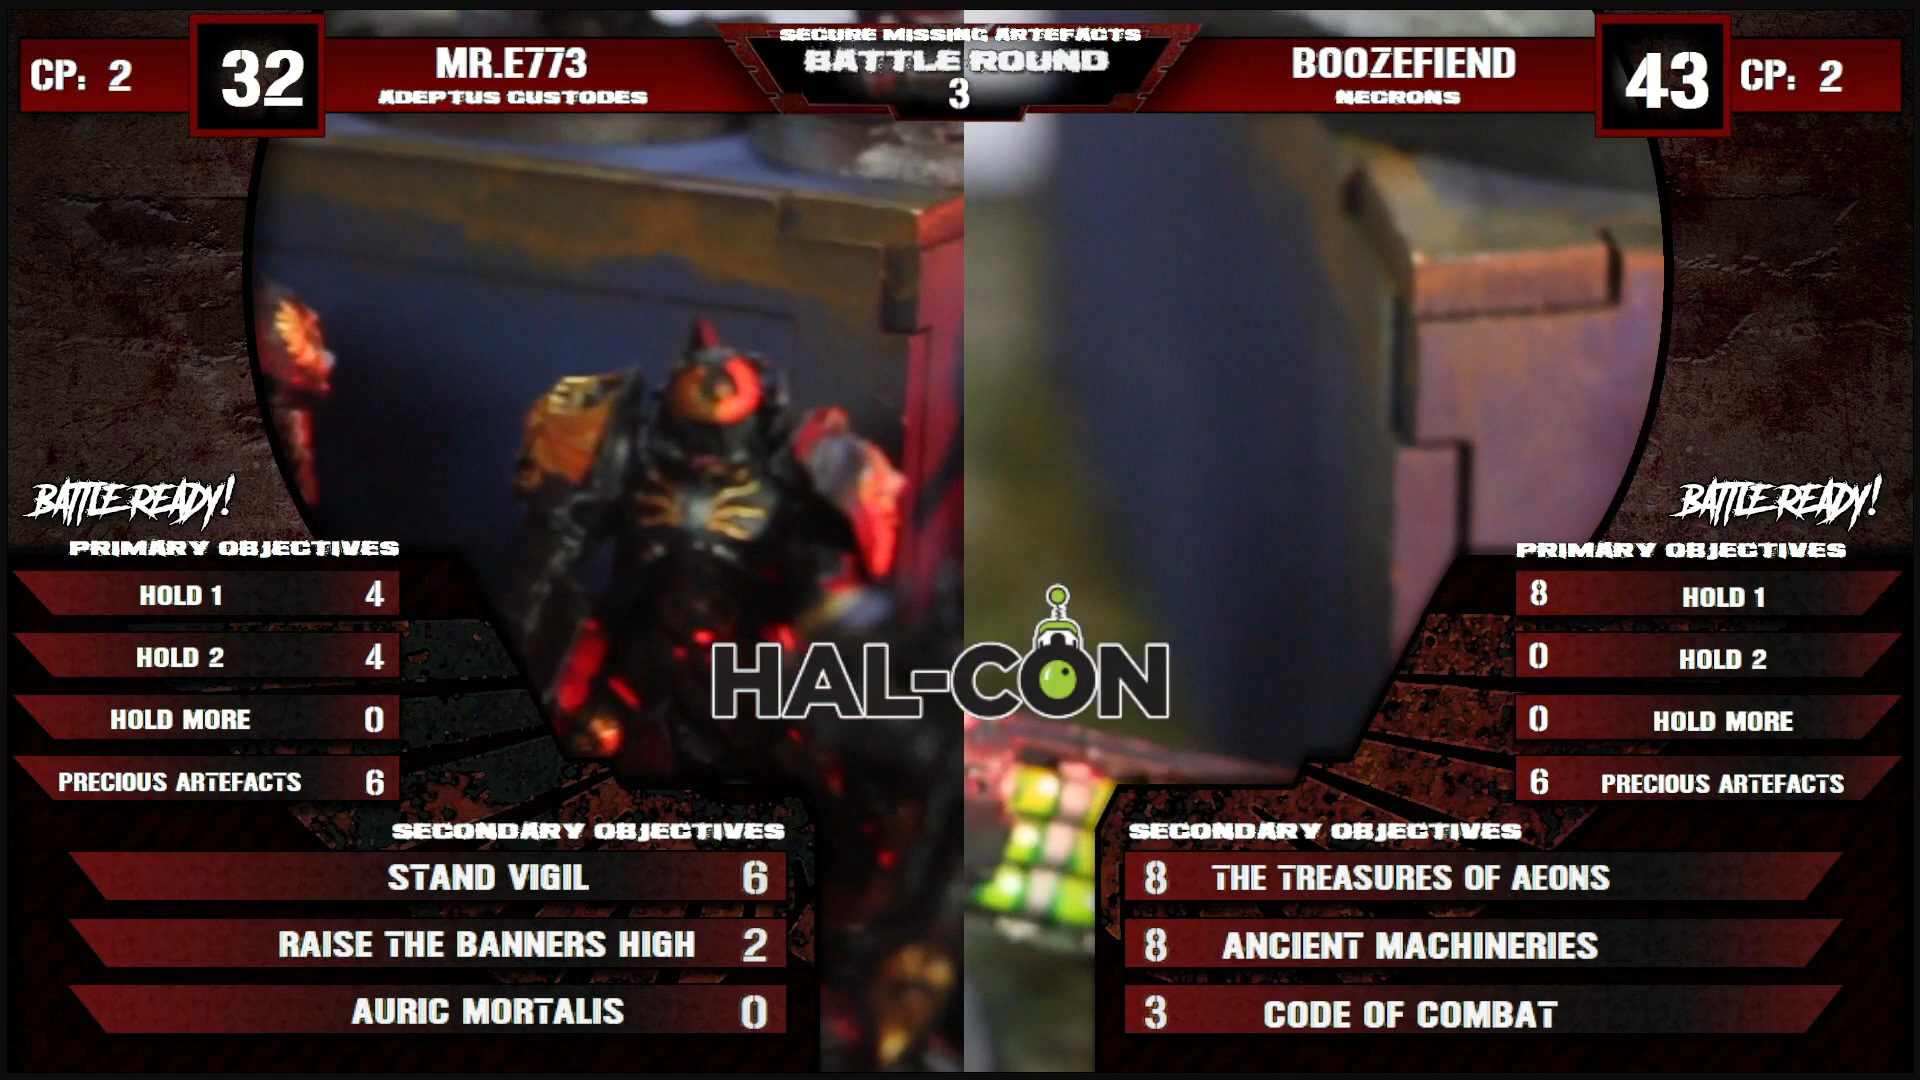 CP: 2
32
MR.E773
ADEPTUS CUSTODES
SECURE MISSING ARTEFACTS
BATTLE ROUND
3
BOOZEFIEND
NECRONS
43
CP: 2
BATTLE READY!
PRIMARY OBJECTIVES
HOLD 1 4
HOLD 2 4
HOLD MORE 0
PRECIOUS ARTEFACTS 6
BATTLE READY!
PRIMARY OBJECTIVES
8 HOLD 1
0 HOLD 2
0 HOLD MORE
6 PRECIOUS ARTEFACTS
HAL-CON
SECONDARY OBJECTIVES
STAND VIGIL 6
RAISE THE BANNERS HIGH 2
AURIC MORTALIS 0
SECONDARY OBJECTIVES
8 THE TREASURES OF AEONS
8 ANCIENT MACHINERIES
3 CODE OF COMBAT